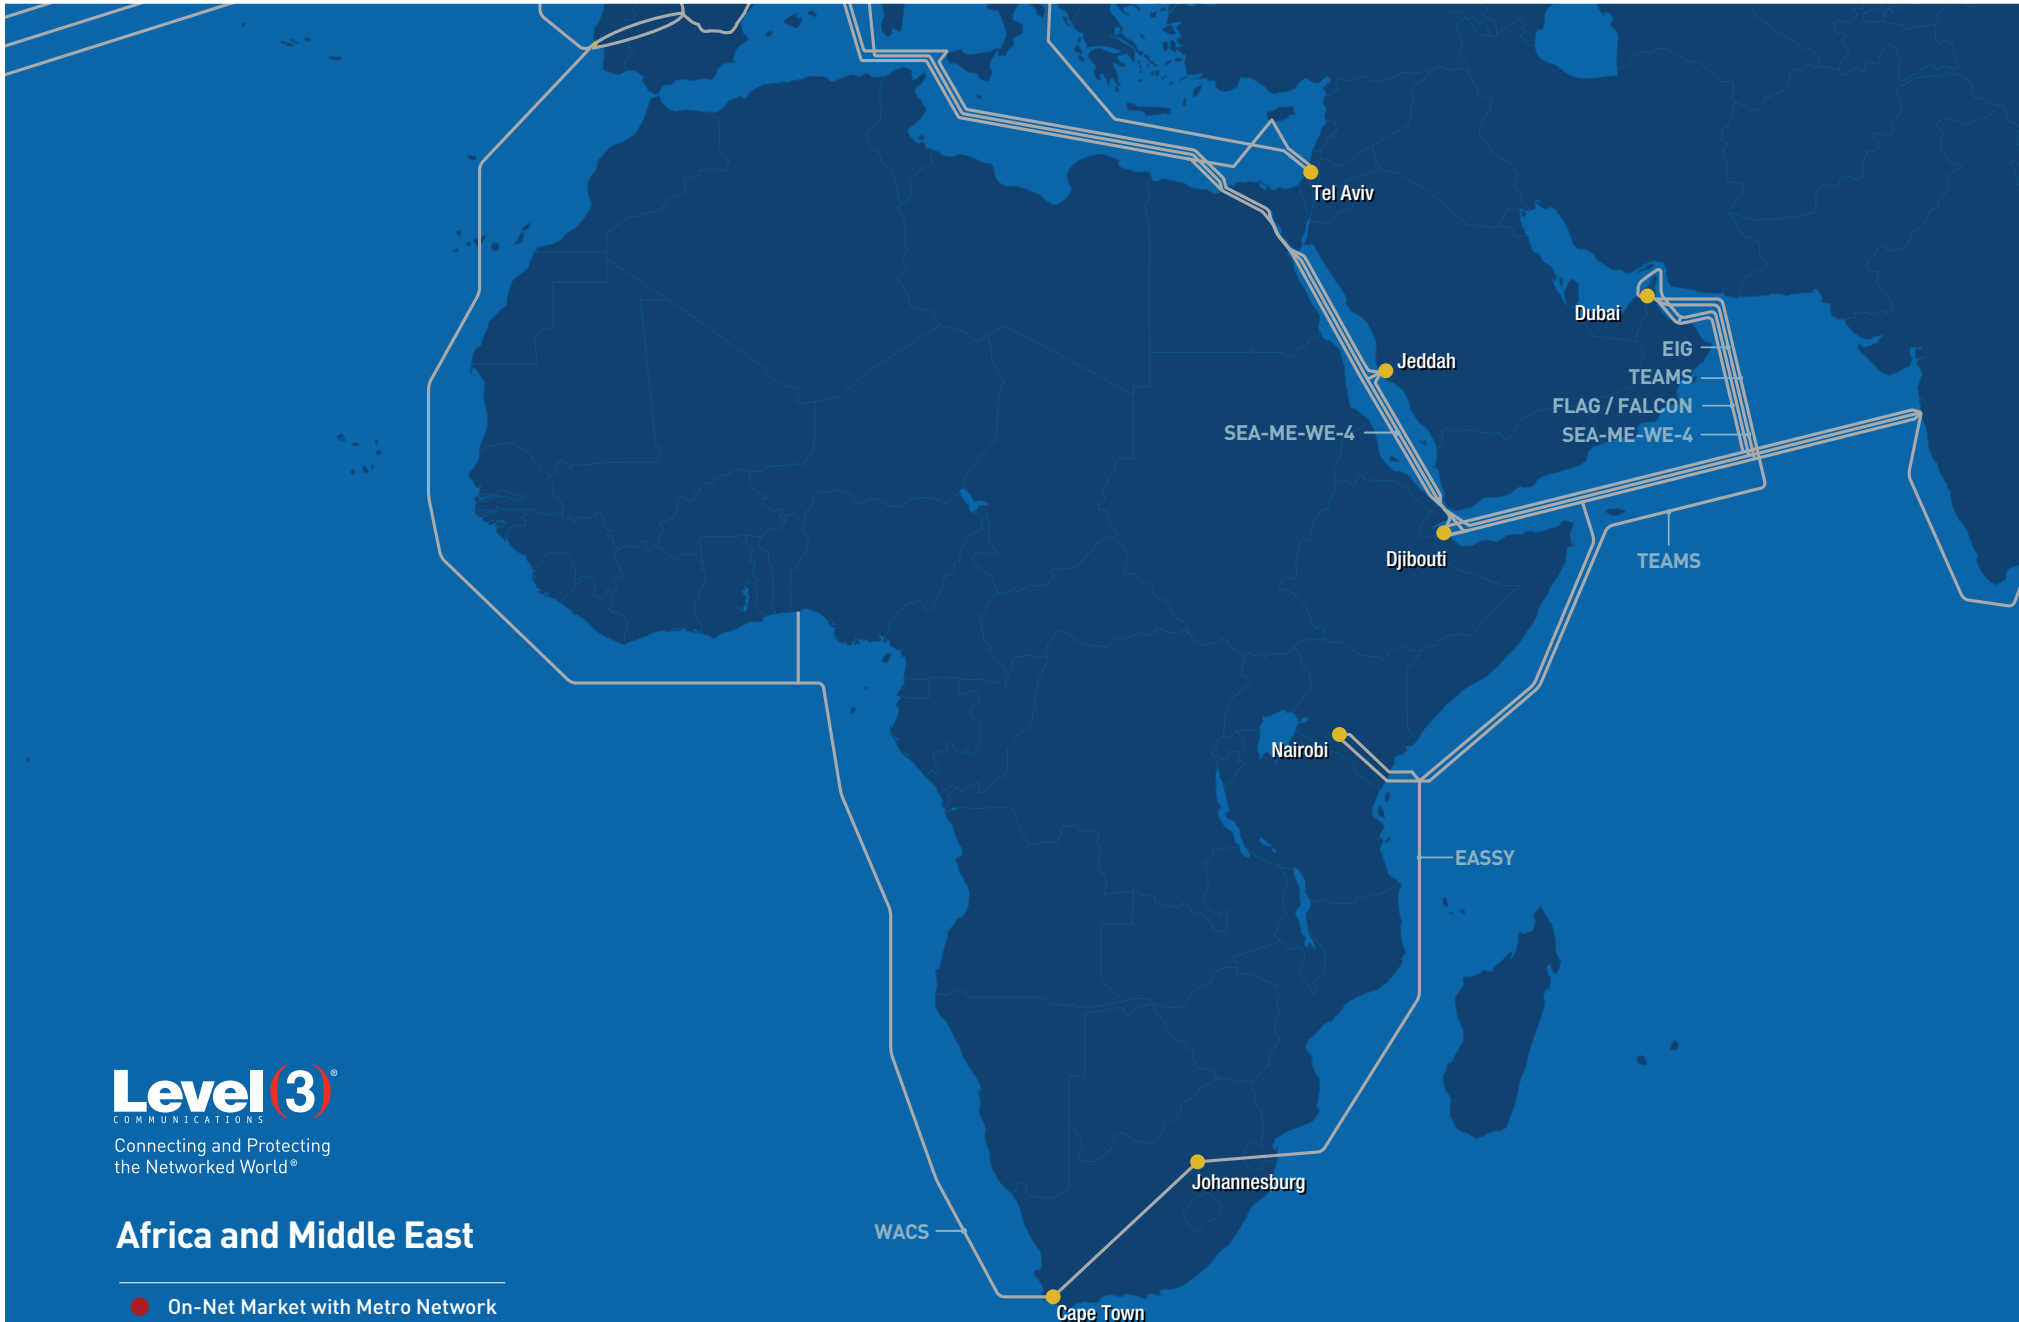 Tel Aviv
Dubai
EIG
Jeddah
TEAMS
FLAG / FALCON
SEA-ME-WE-4
SEA-ME-WE-4
Djibouti
TEAMS
Nairobi
EASSY
Level(3)®
COMMUNICATIONS
Connecting and Protecting
the Networked World®
Johannesburg
WACS
Africa and Middle East
On-Net Market with Metro Network
Cape Town